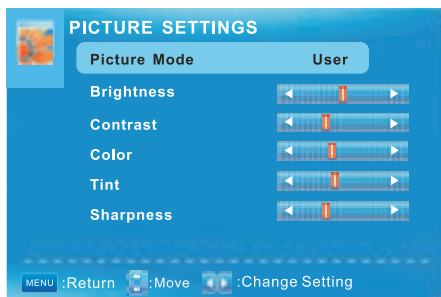 PICTURE SETTINGS
Picture Mode User
Brightness
Contrast
Color
Tint
Sharpness
MENU :Return :Move :Change Setting